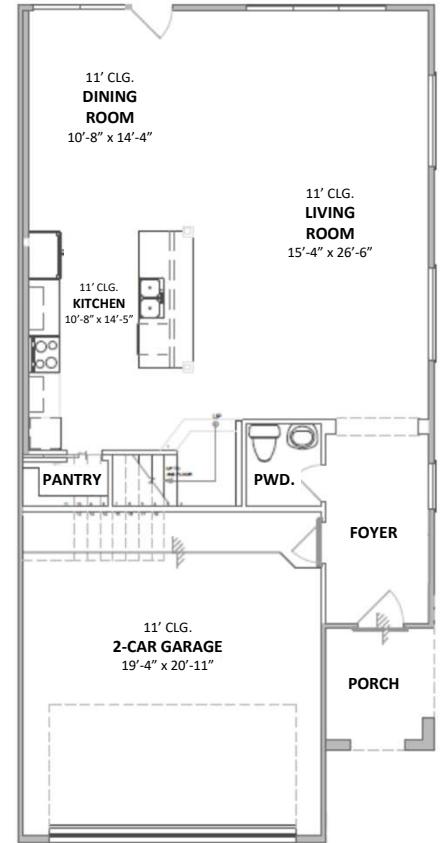 11’ CLG.
DINING
ROOM
10’-8” x 14’-4”
11’ CLG.
LIVING
ROOM
15’-4” x 26’-6”
11’ CLG.
KITCHEN
10’-8” x 14’-5”
UP
PANTRY
PWD.
FOYER
11’ CLG.
2-CAR GARAGE
19’-4” x 20’-11”
PORCH